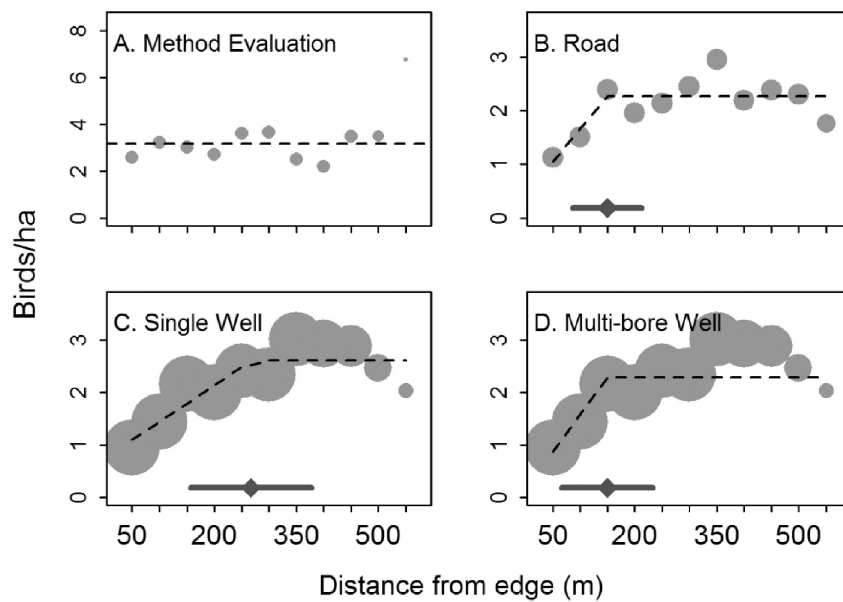 A. Method Evaluation
8
6
4
2
0
B. Road
3
2
1
0
Birds/ha
C. Single Well
3
2
1
0
50 200 350 500
D. Multi-bore Well
3
2
1
0
50 200 350 500
Distance from edge (m)